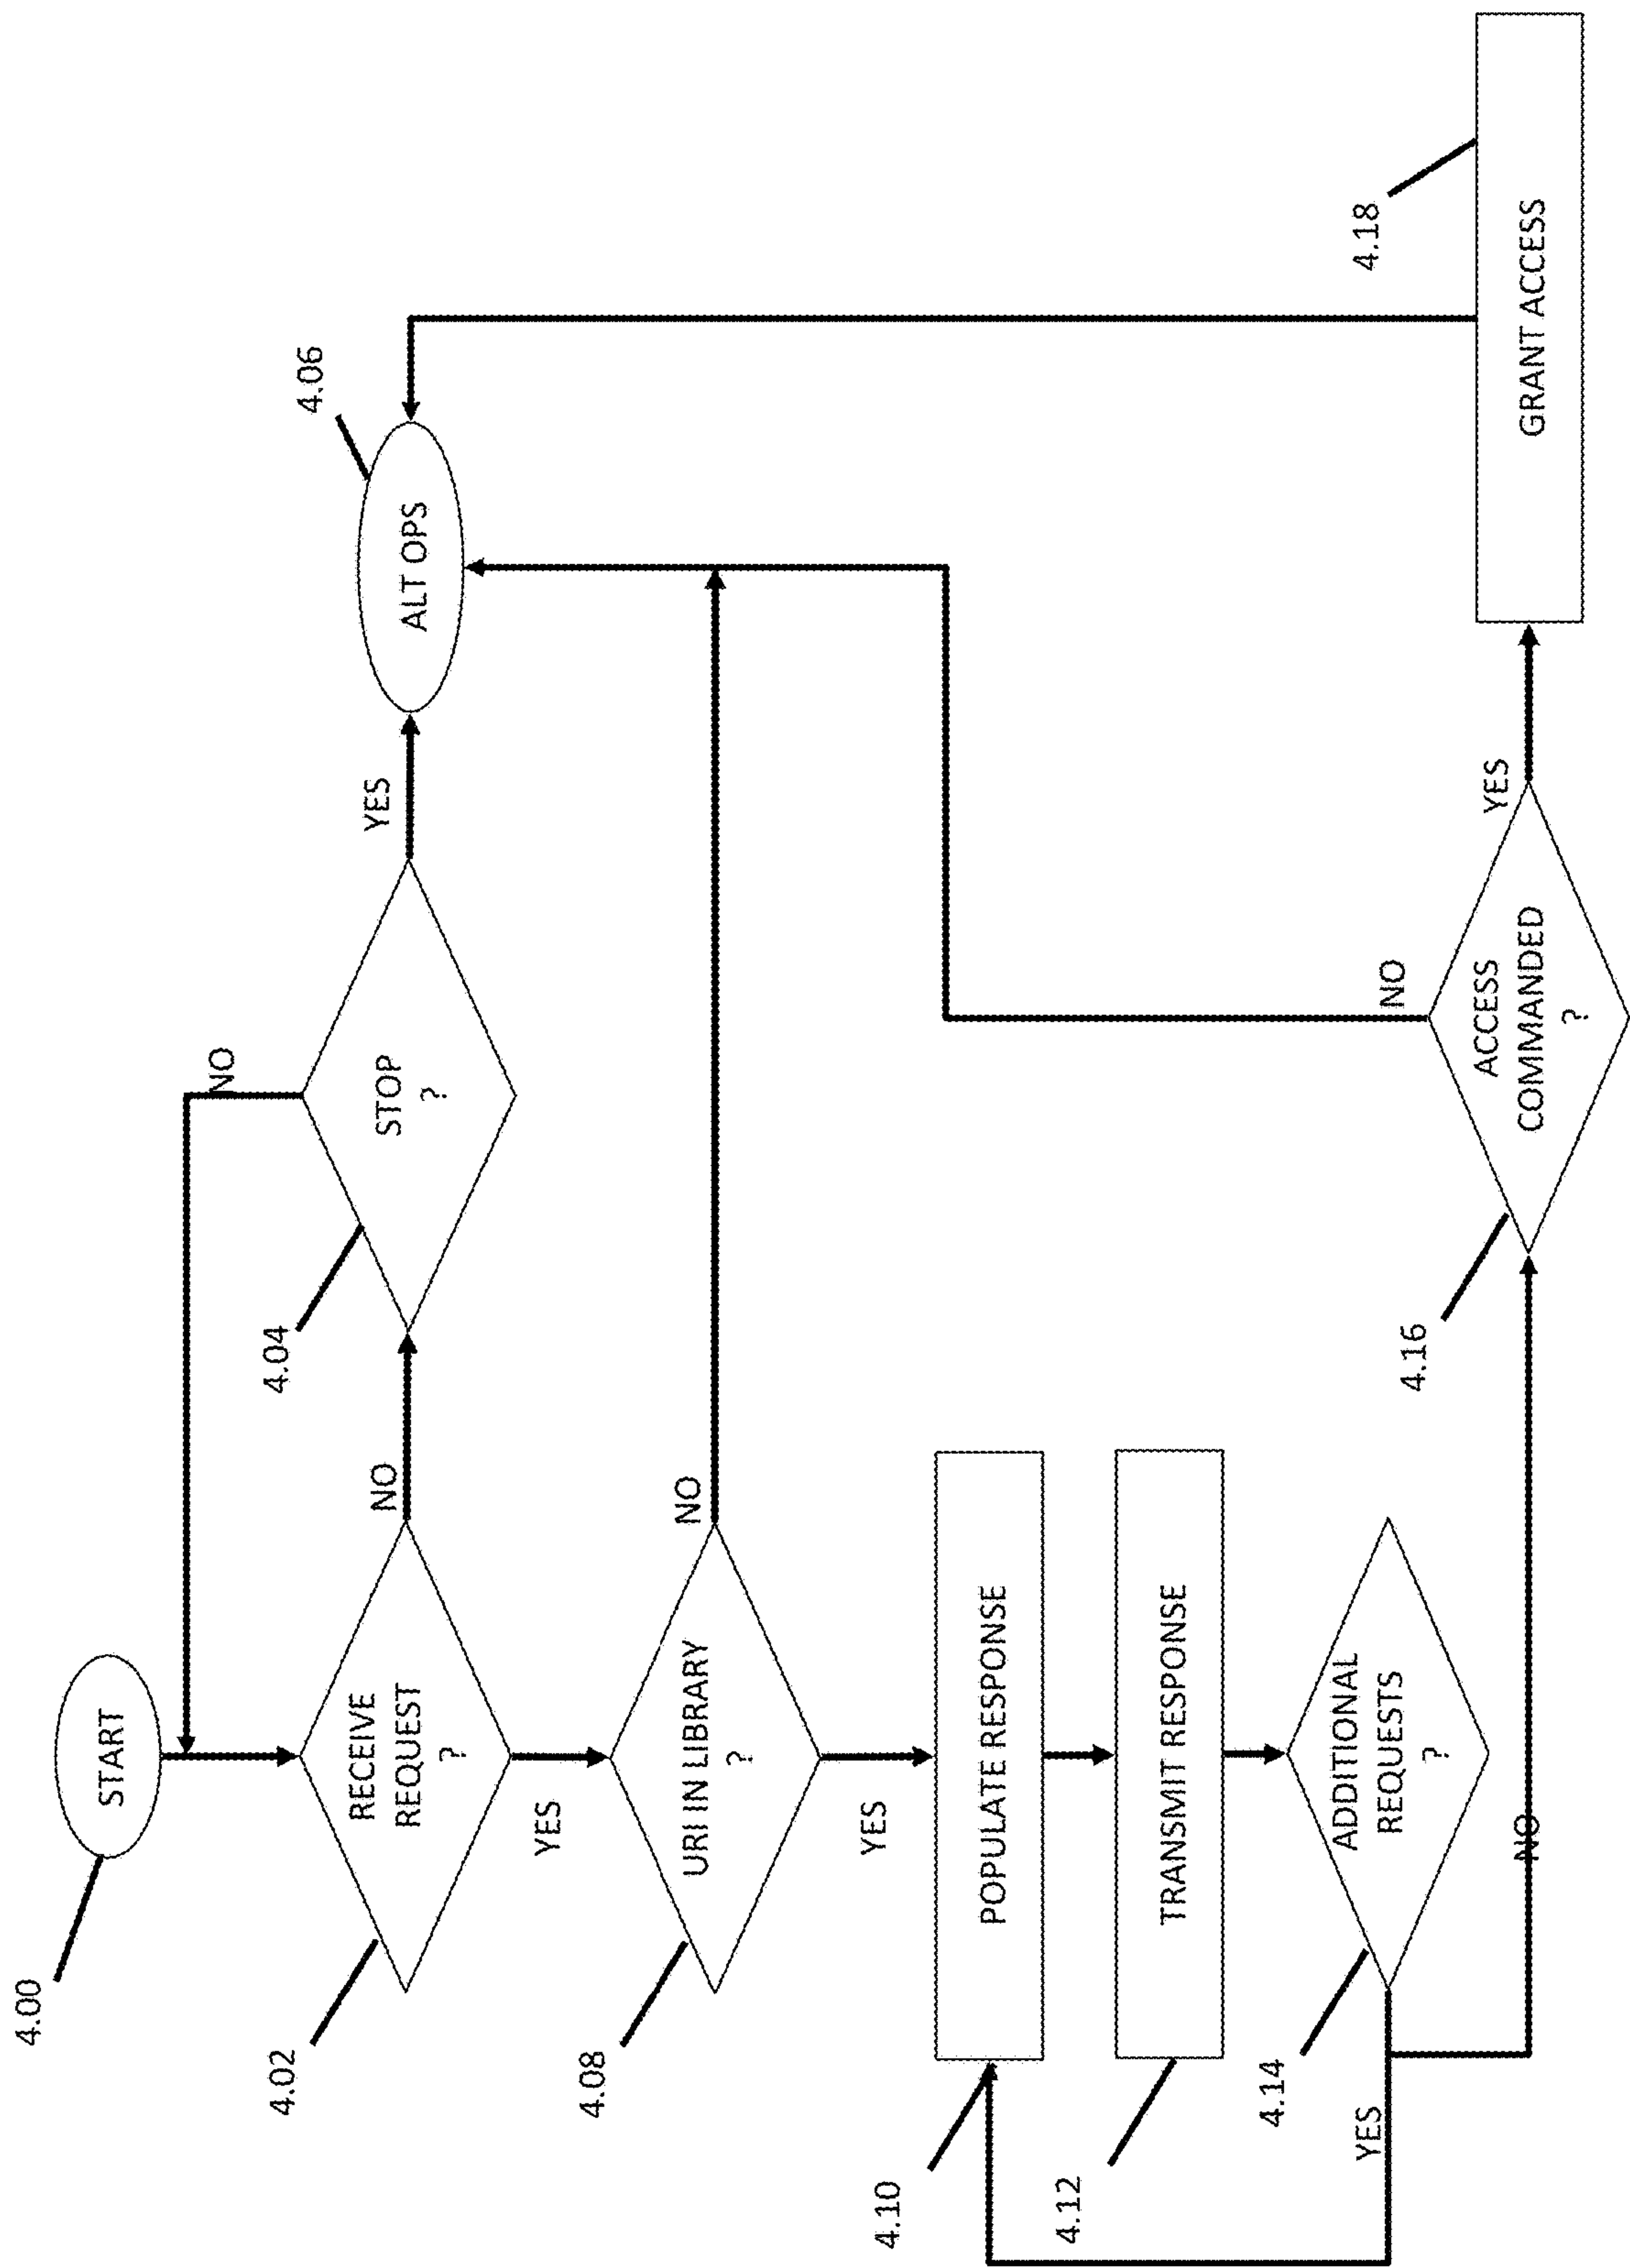 4.00
START
4.02
RECEIVE
REQUEST
?
NO
4.04
STOP
?
NO
YES
4.06
ALT OPS
YES
4.08
URI IN LIBRARY
?
NO
YES
4.10
POPULATE RESPONSE
4.12
TRANSMIT RESPONSE
4.14
ADDITIONAL
REQUESTS
?
YES
NO
4.16
ACCESS
COMMANDED
?
NO
YES
4.18
GRANT ACCESS